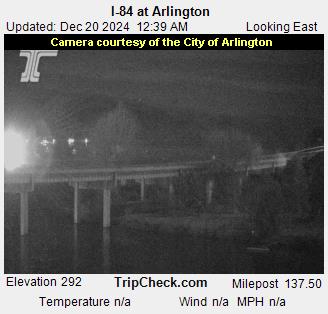 I-84 at Arlington
Updated: Dec 20 2024 12:39 AM Looking East
Camera courtesy of the City of Arlington
Elevation 292 TripCheck.com Milepost 137.50
Temperature n/a Wind n/a MPH n/a